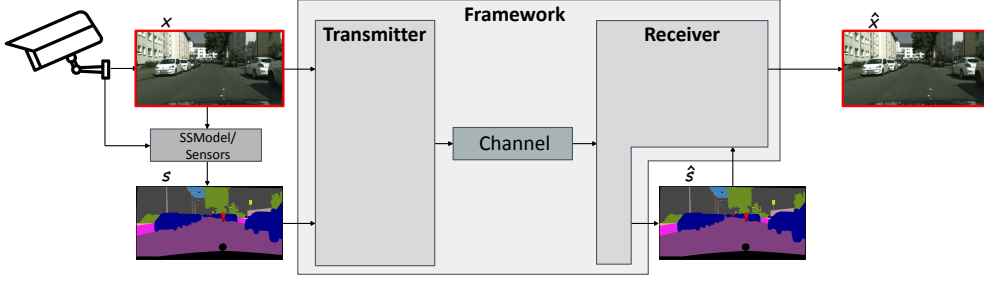 x
Framework
x̂
Transmitter
Receiver
SSModel/
Sensors
Channel
s
ŝ